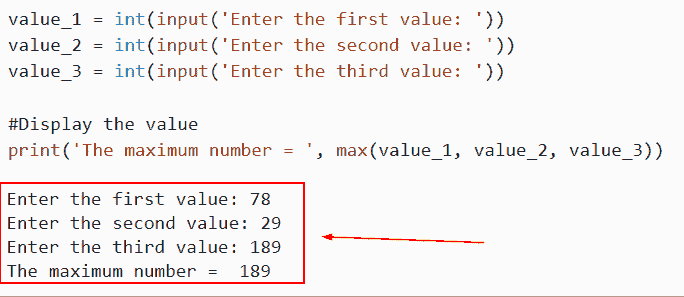 value_1 = int(input('Enter the first value: '))
value_2 = int(input('Enter the second value: '))
value_3 = int(input('Enter the third value: '))
#Display the value
print('The maximum number = ', max(value_1, value_2, value_3))
Enter the first value: 78
Enter the second value: 29
Enter the third value: 189
The maximum number =  189